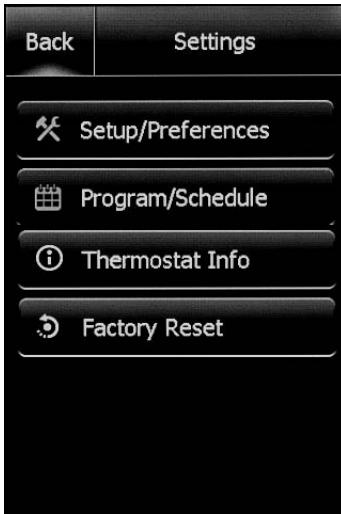 Back
Settings
Setup/Preferences
Program/Schedule
Thermostat Info
Factory Reset